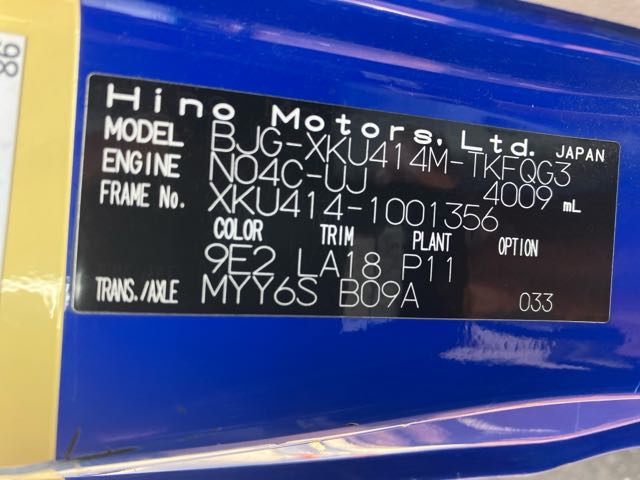 Hino Motors, Ltd. JAPAN
MODEL BJG-XKU414M-TKFQG3
ENGINE N04C-UJ 4009 mL
FRAME No. XKU414-1001356
COLOR TRIM PLANT OPTION
9E2 LA18 P11
TRANS./AXLE MYY6S B09A 033
86